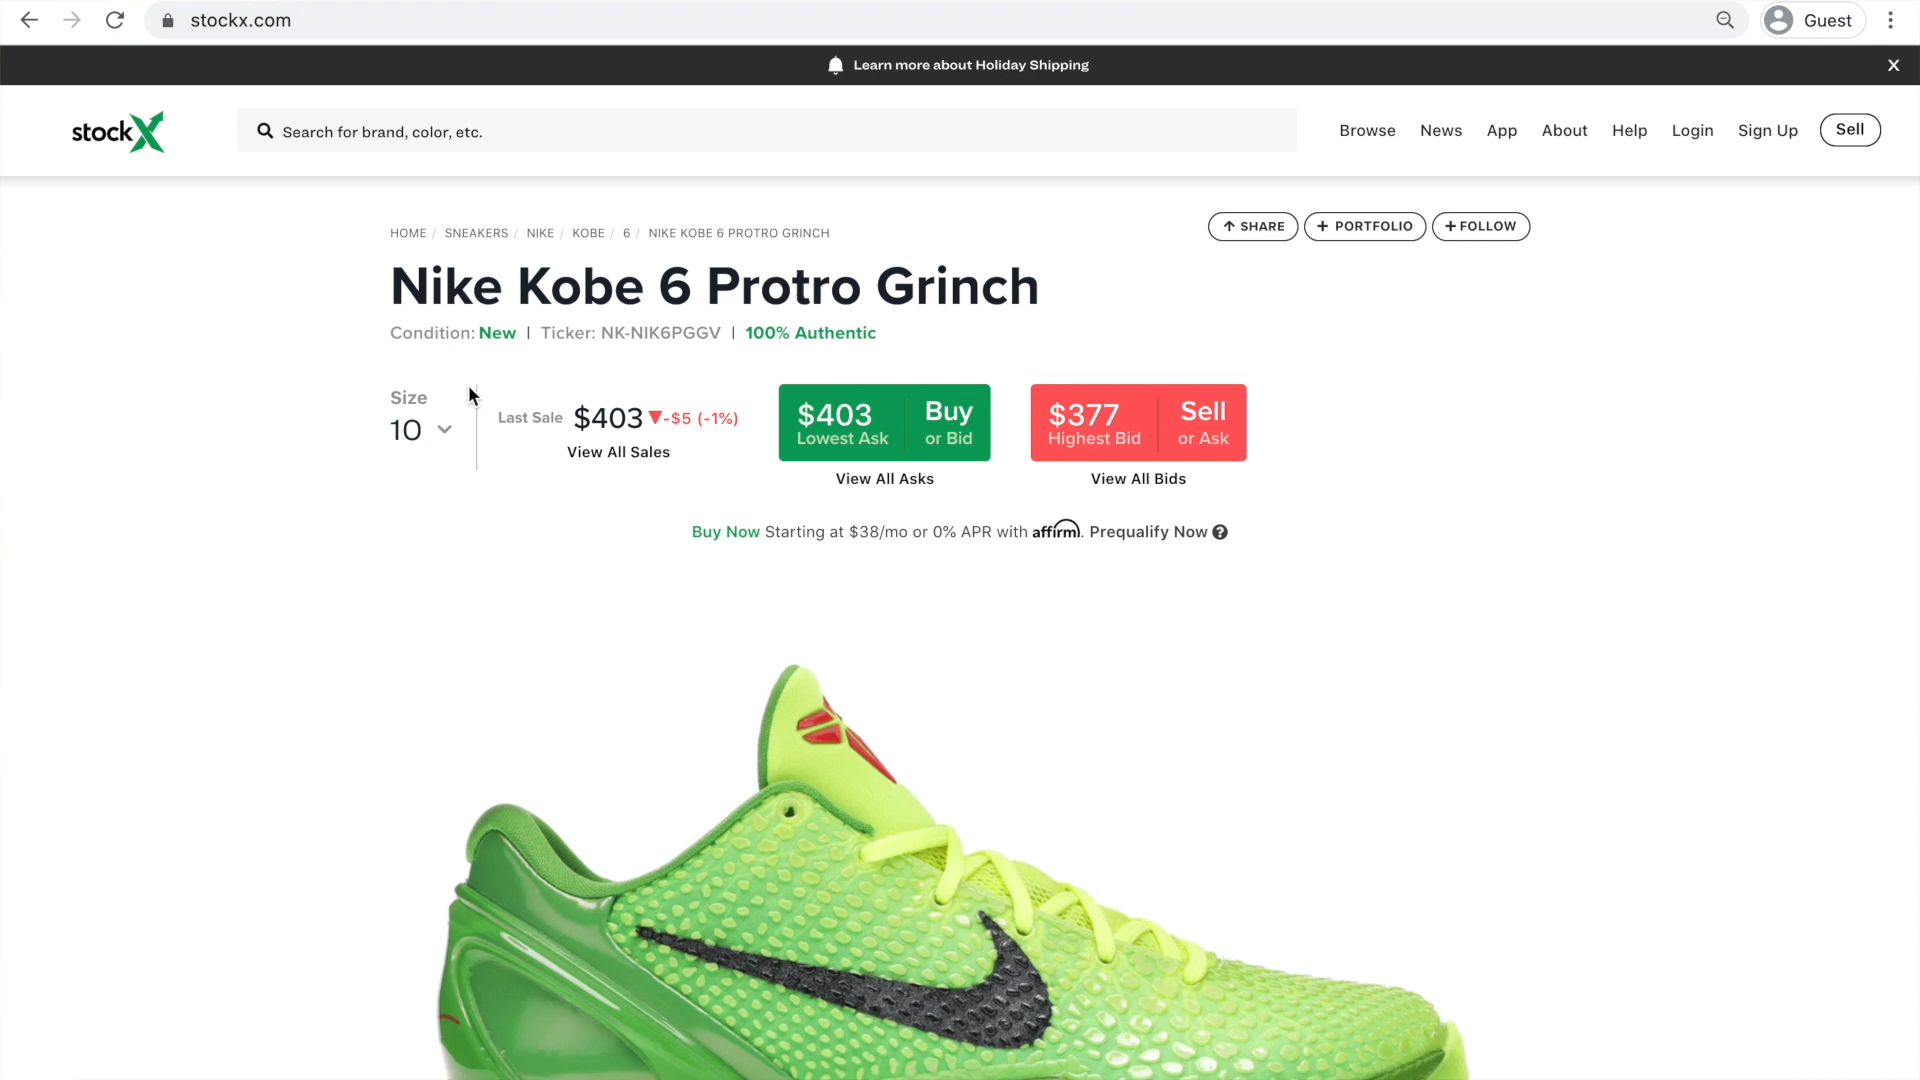 stockx.com
Guest
Learn more about Holiday Shipping
X
stockX
Search for brand, color, etc.
Browse News App About Help Login Sign Up Sell
HOME / SNEAKERS / NIKE / KOBE / 6 / NIKE KOBE 6 PROTRO GRINCH
SHARE + PORTFOLIO + FOLLOW
Nike Kobe 6 Protro Grinch
Condition: New | Ticker: NK-NIK6PGGV | 100% Authentic
Size
10
Last Sale $403 ▼-$5 (-1%)
View All Sales
$403 Buy
Lowest Ask or Bid
View All Asks
$377 Sell
Highest Bid or Ask
View All Bids
Buy Now Starting at $38/mo or 0% APR with affirm. Prequalify Now ?